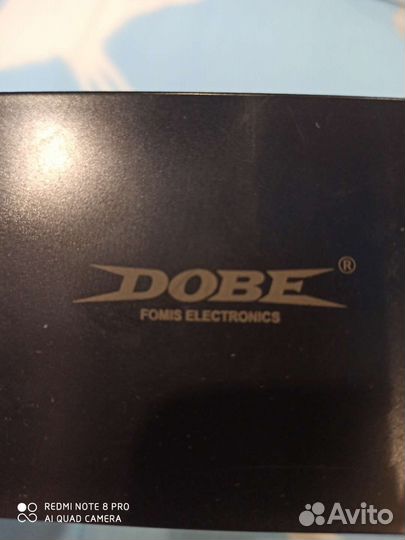 DOBE®
FOMIS ELECTRONICS
REDMI NOTE 8 PRO
AI QUAD CAMERA
Avito